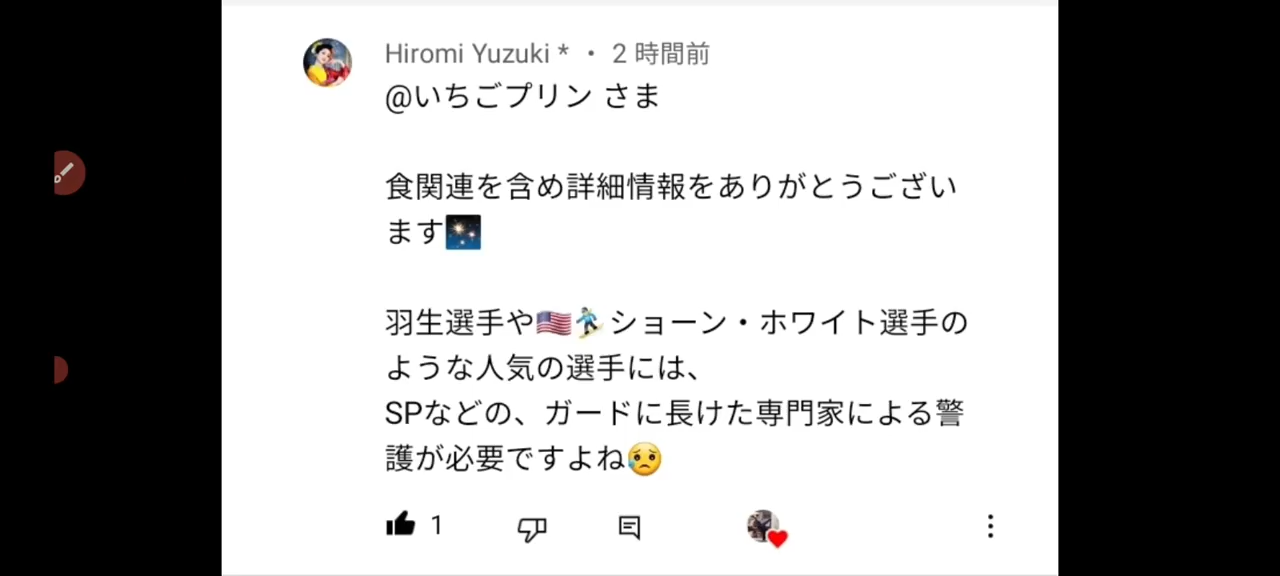 Hiromi Yuzuki * ・ 2 時間前
@いちごプリン さま
食関連を含め詳細情報をありがとうござい
ます🎇
羽生選手や🇺🇸🏂ショーン・ホワイト選手の
ような人気の選手には、
SPなどの、ガードに長けた専門家による警
護が必要ですよね😥
1